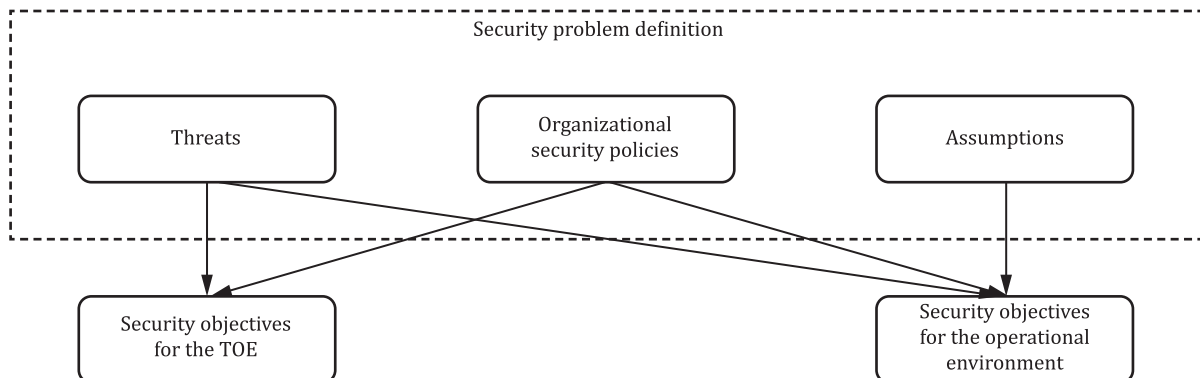 Security problem definition
Threats
Organizational
security policies
Assumptions
Security objectives
for the TOE
Security objectives
for the operational
environment